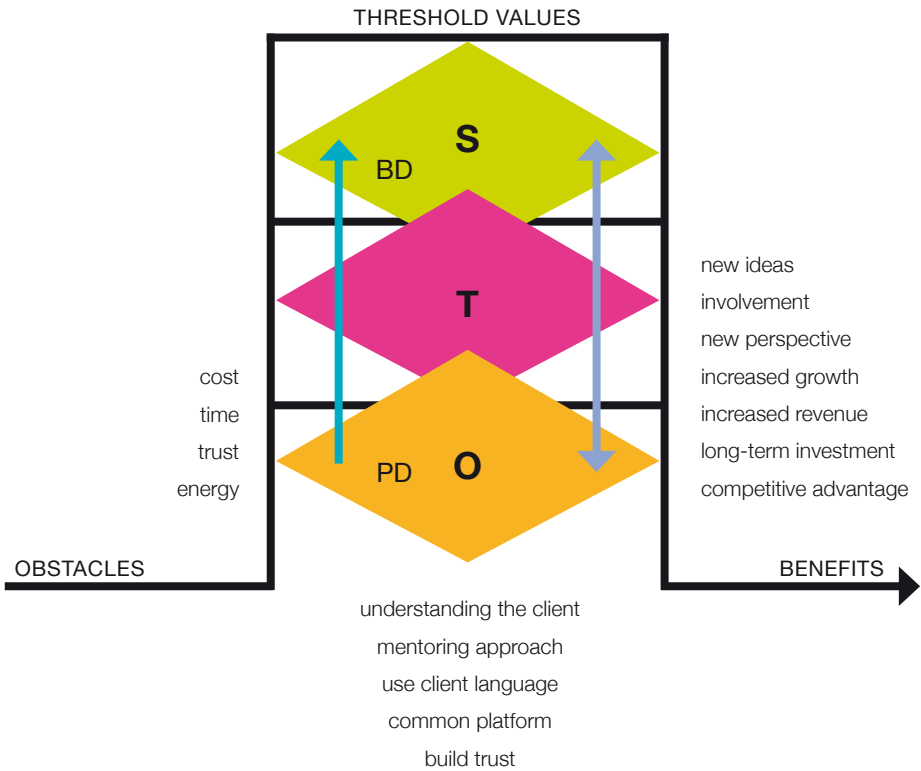 THRESHOLD VALUES
S
BD
T
PD
O
cost
time
trust
energy
new ideas
involvement
new perspective
increased growth
increased revenue
long-term investment
competitive advantage
OBSTACLES
BENEFITS
understanding the client
mentoring approach
use client language
common platform
build trust